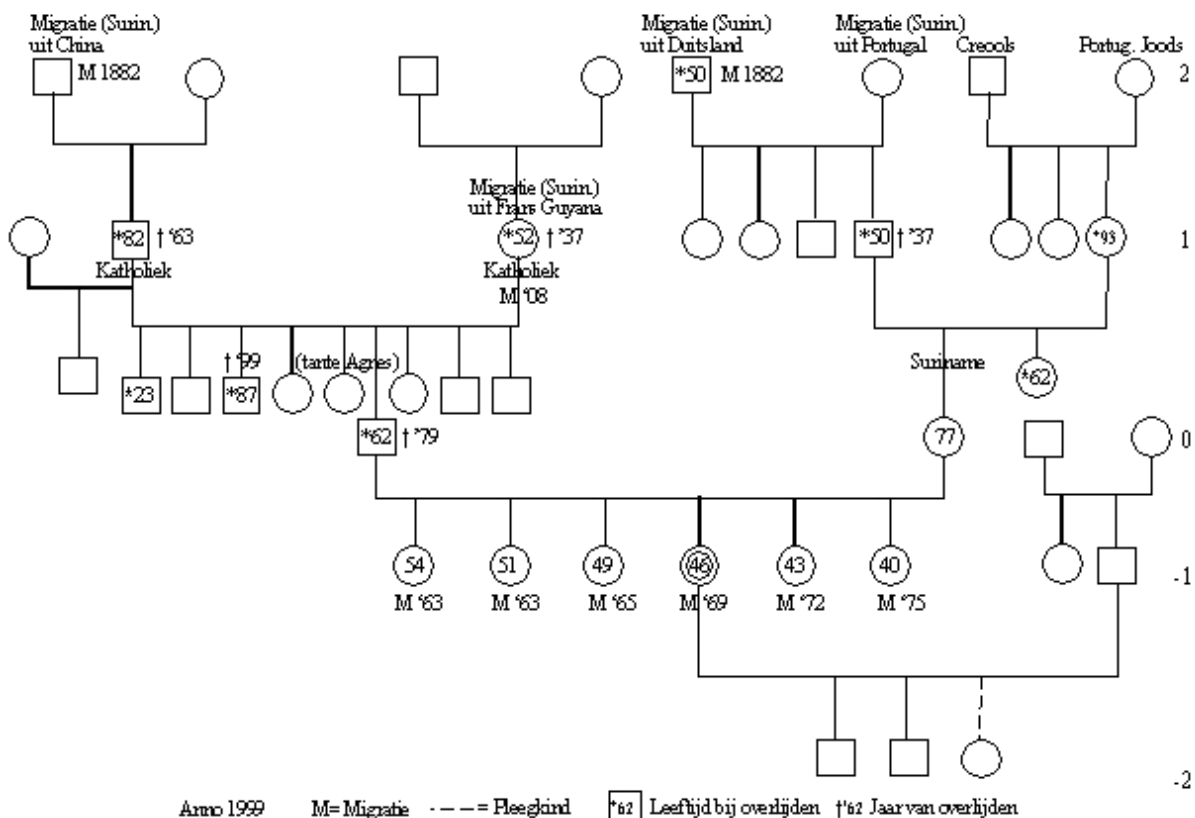 Migratie (Surin.)
uit China
M 1882
Migratie (Surin.)
uit Duitsland
*50 M 1882
Migratie (Surin.)
uit Portugal
Creools
Portug. Joods
2
*82 † '63
Katholiek
Migratie (Surin.)
uit Frans Guyana
*52 † '37
Katholiek
M '08
*50 † '37
*93
1
† '99
(tante Agnes)
*23
*87
Suriname
*62
*62 † '79
77
0
54
51
49
46
43
40
-1
M '63
M '63
M '65
M '69
M '72
M '75
-2
Anno 1999 M= Migratie - - - -= Pleegkind *62 Leeftijd bij overlijden †'62 Jaar van overlijden